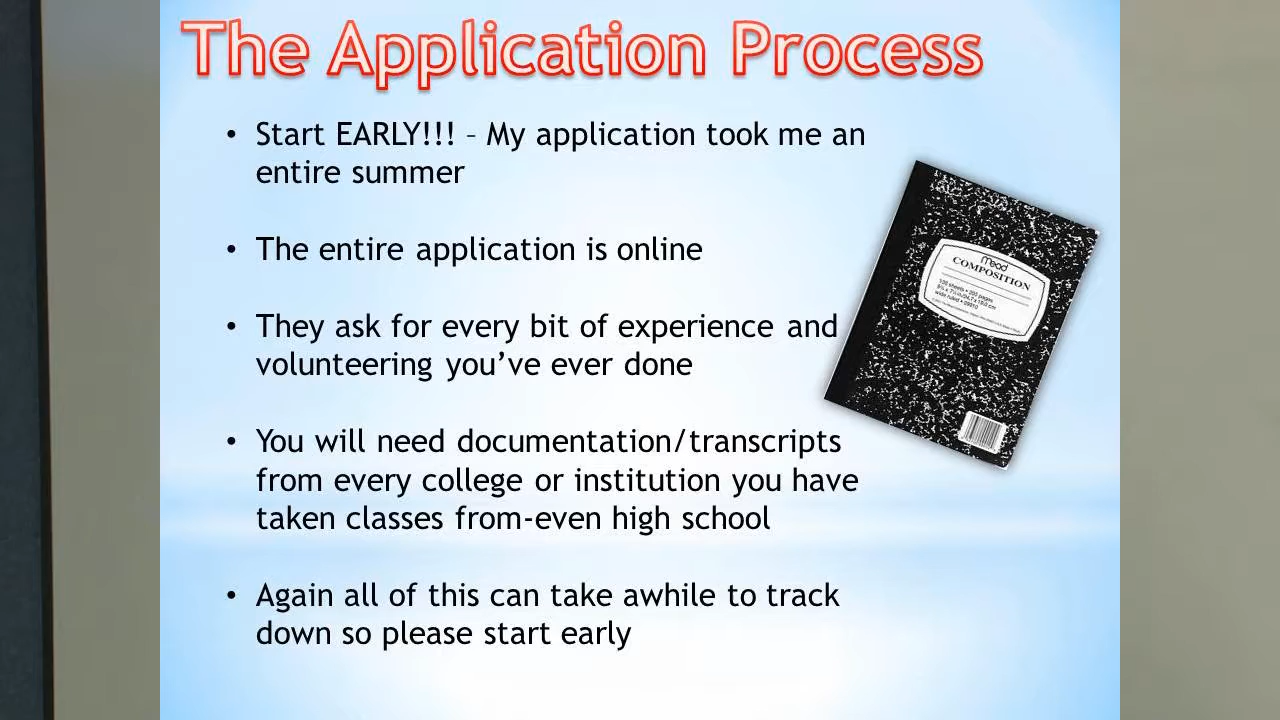 The Application Process
• Start EARLY!!! – My application took me an
entire summer
• The entire application is online
• They ask for every bit of experience and
volunteering you’ve ever done
• You will need documentation/transcripts
from every college or institution you have
taken classes from-even high school
• Again all of this can take awhile to track
down so please start early
mead
COMPOSITION
wide ruled • 09910